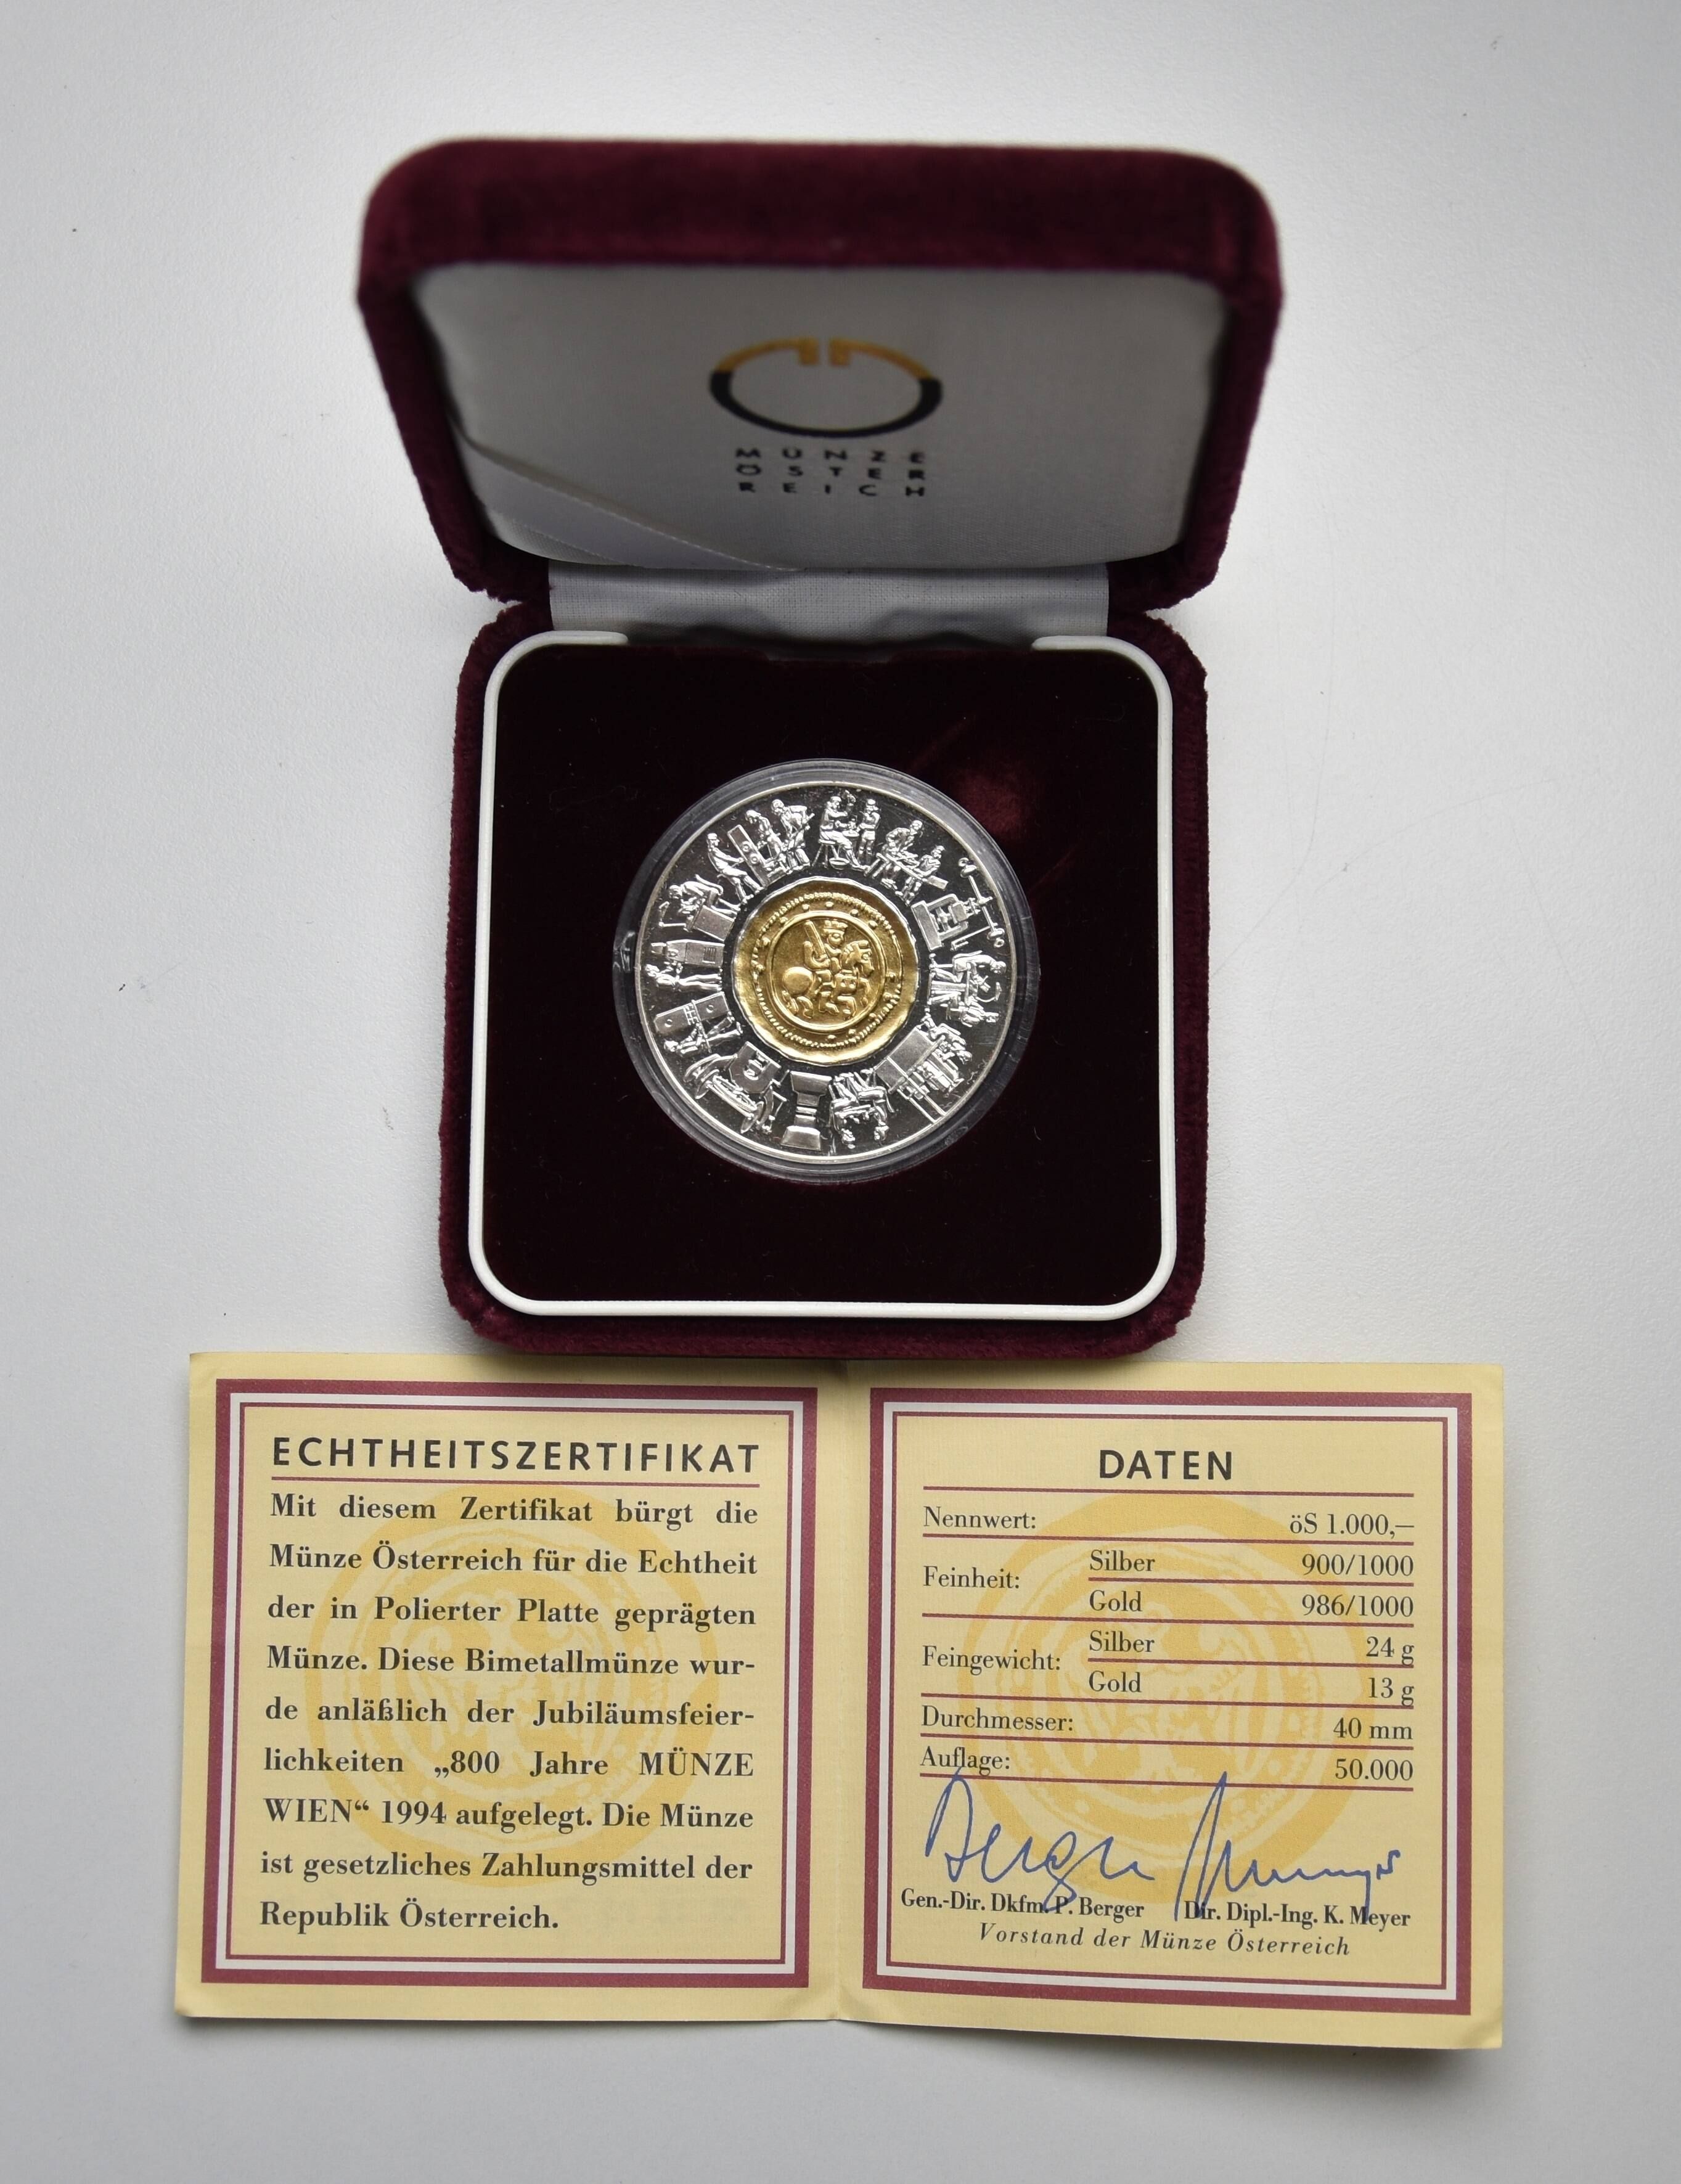 MÜNZE
ÖSTER
REICH
ECHTHEITSZERTIFIKAT
Mit diesem Zertifikat bürgt die
Münze Österreich für die Echtheit
der in Polierter Platte geprägten
Münze. Diese Bimetallmünze wur-
de anläßlich der Jubiläumsfeier-
lichkeiten „800 Jahre MÜNZE
WIEN“ 1994 aufgelegt. Die Münze
ist gesetzliches Zahlungsmittel der
Republik Österreich.
DATEN
Nennwert: öS 1.000,–
Feinheit: Silber 900/1000
Gold 986/1000
Feingewicht: Silber 24 g
Gold 13 g
Durchmesser: 40 mm
Auflage: 50.000
Berger
Gen.-Dir. Dkfm. P. Berger Dir. Dipl.-Ing. K. Meyer
Vorstand der Münze Österreich